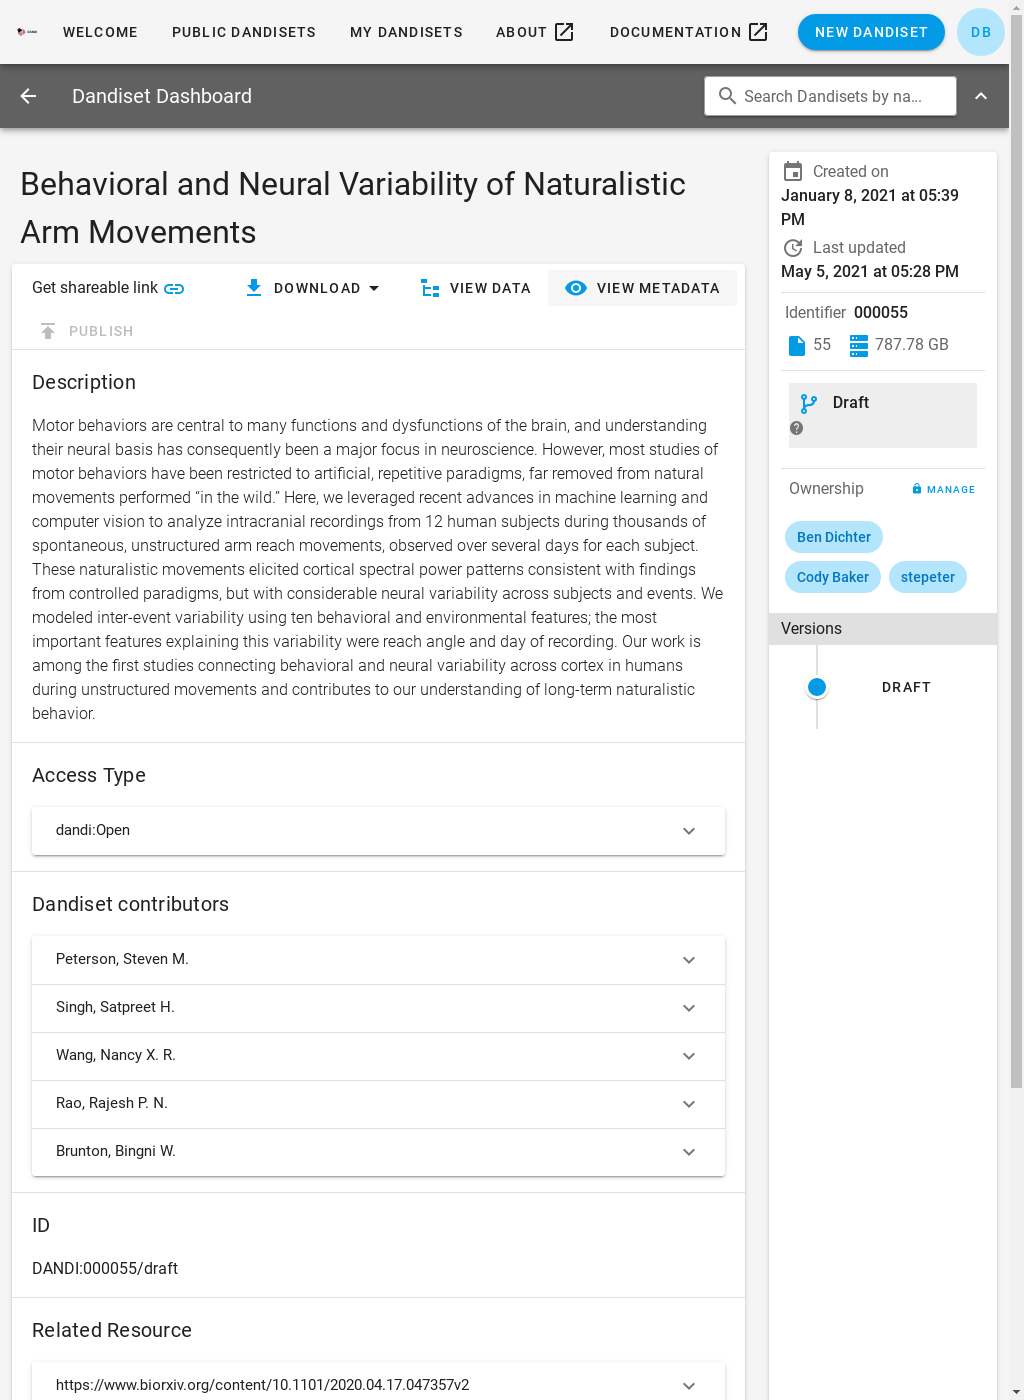 WELCOME
PUBLIC DANDISETS
MY DANDISETS
ABOUT
DOCUMENTATION
NEW DANDISET
DB
Dandiset Dashboard
Search Dandisets by na...
Behavioral and Neural Variability of Naturalistic
Arm Movements
Get shareable link
DOWNLOAD
VIEW DATA
VIEW METADATA
PUBLISH
Description
Motor behaviors are central to many functions and dysfunctions of the brain, and understanding
their neural basis has consequently been a major focus in neuroscience. However, most studies of
motor behaviors have been restricted to artificial, repetitive paradigms, far removed from natural
movements performed “in the wild.” Here, we leveraged recent advances in machine learning and
computer vision to analyze intracranial recordings from 12 human subjects during thousands of
spontaneous, unstructured arm reach movements, observed over several days for each subject.
These naturalistic movements elicited cortical spectral power patterns consistent with findings
from controlled paradigms, but with considerable neural variability across subjects and events. We
modeled inter-event variability using ten behavioral and environmental features; the most
important features explaining this variability were reach angle and day of recording. Our work is
among the first studies connecting behavioral and neural variability across cortex in humans
during unstructured movements and contributes to our understanding of long-term naturalistic
behavior.
Access Type
dandi:Open
Dandiset contributors
Peterson, Steven M.
Singh, Satpreet H.
Wang, Nancy X. R.
Rao, Rajesh P. N.
Brunton, Bingni W.
ID
DANDI:000055/draft
Related Resource
https://www.biorxiv.org/content/10.1101/2020.04.17.047357v2
Created on
January 8, 2021 at 05:39
PM
Last updated
May 5, 2021 at 05:28 PM
Identifier 000055
55
787.78 GB
Draft
Ownership
MANAGE
Ben Dichter
Cody Baker
stepeter
Versions
DRAFT